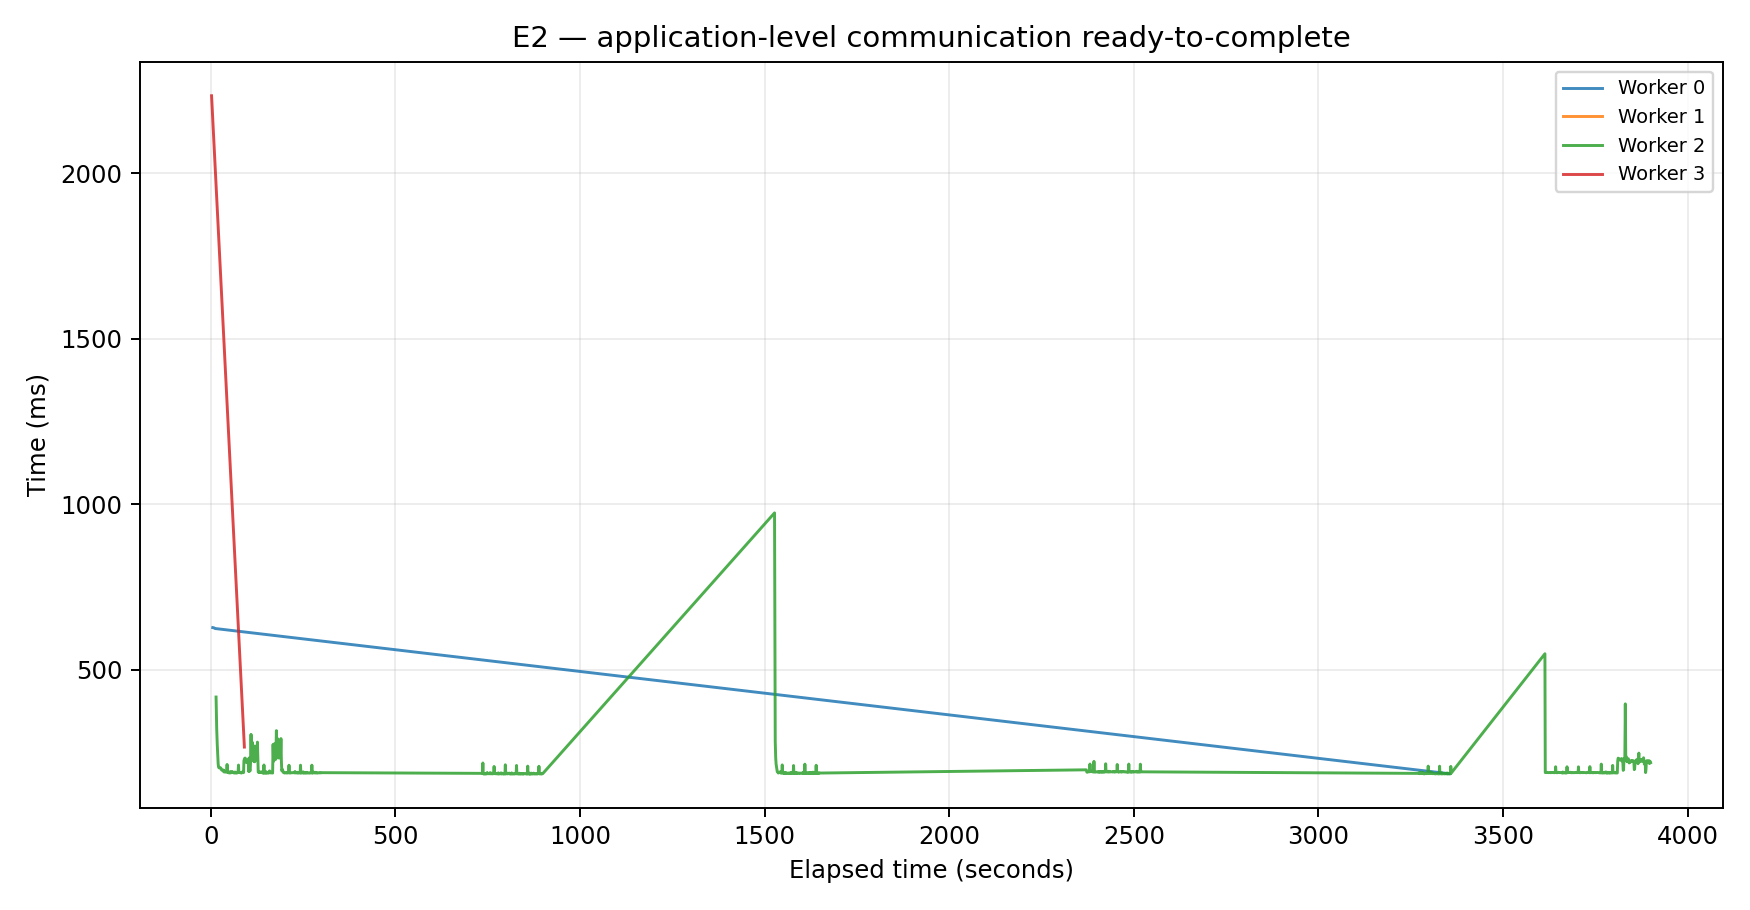 E2 — application-level communication ready-to-complete
Worker 0
Worker 1
Worker 2
Worker 3
2000
1500
1000
500
Time (ms)
0 500 1000 1500 2000 2500 3000 3500 4000
Elapsed time (seconds)